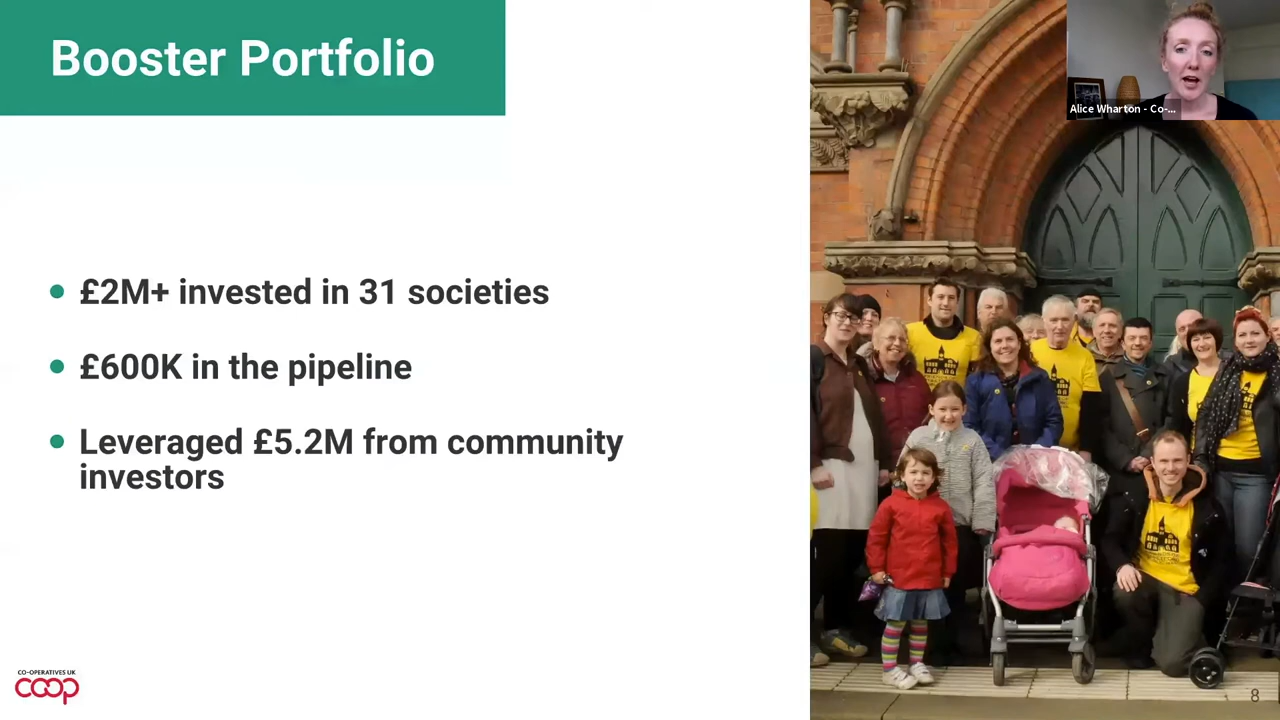 Booster Portfolio
Alice Wharton - Co-...
£2M+ invested in 31 societies
£600K in the pipeline
Leveraged £5.2M from community
investors
CO-OPERATIVES UK
coop
8